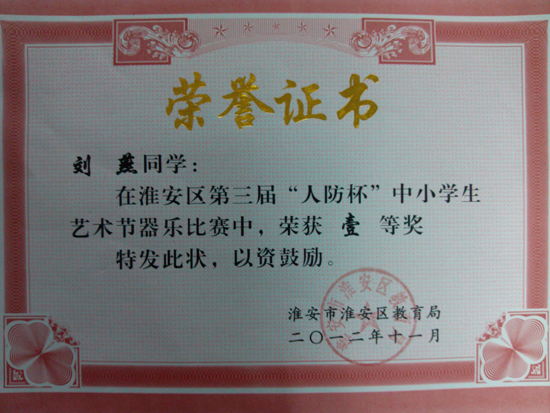 荣誉证书
刘 燕同学：
在淮安区第三届“人防杯”中小学生
艺术节器乐比赛中，荣获 壹 等奖
特发此状，以资鼓励。
淮安市淮安区教育局
二〇一二年十一月